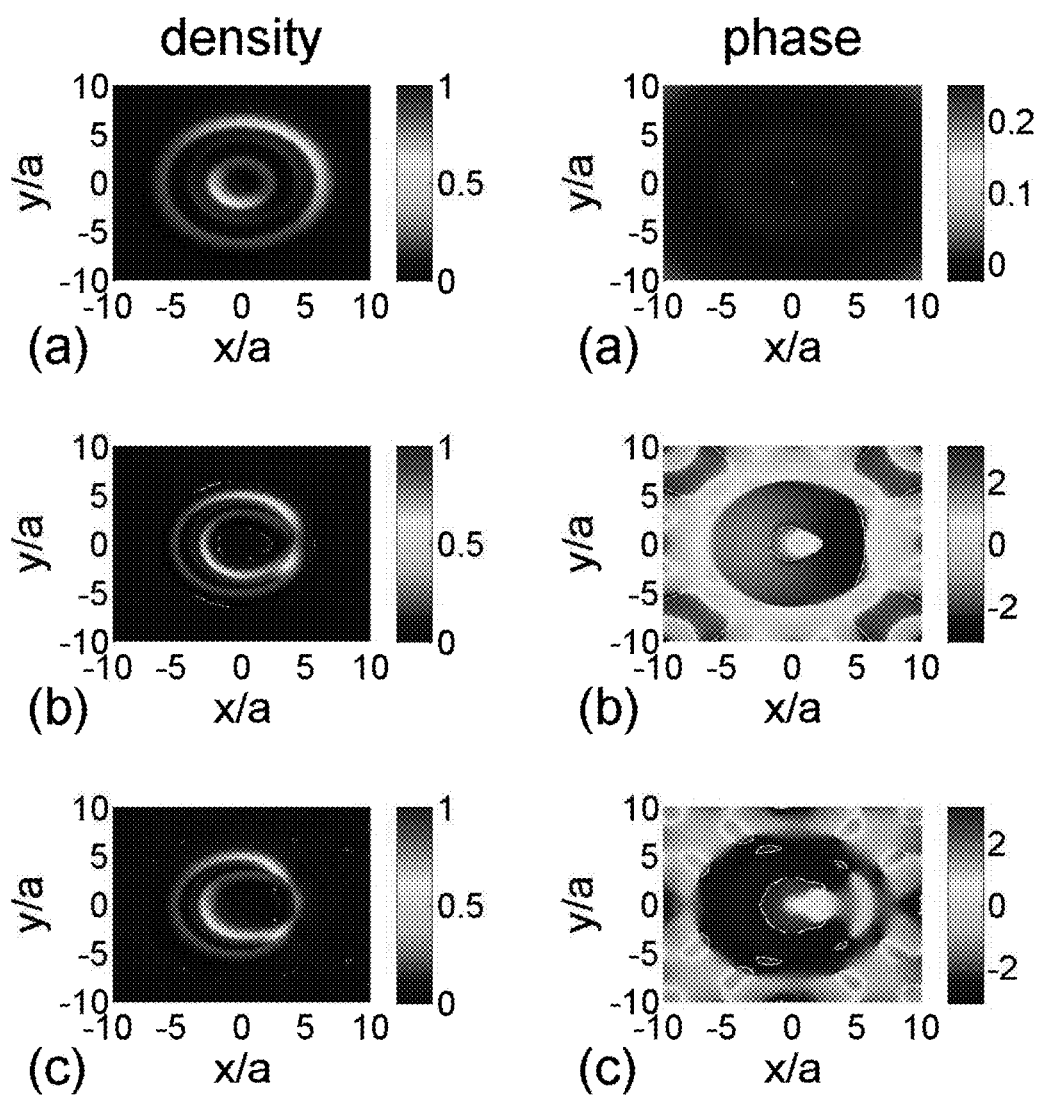 density phase
10 1 10
5 5 0.2
y/a 0 0.5 y/a 0 0.1
-5 -5
-10 0 -10 0
-10 -5 0 5 10 -10 -5 0 5 10
(a) x/a (a) x/a
10 1 10
5 5 2
y/a 0 0.5 y/a 0 0
-5 -5 -2
-10 0 -10
-10 -5 0 5 10 -10 -5 0 5 10
(b) x/a (b) x/a
10 1 10
5 5 2
y/a 0 0.5 y/a 0 0
-5 -5 -2
-10 0 -10
-10 -5 0 5 10 -10 -5 0 5 10
(c) x/a (c) x/a